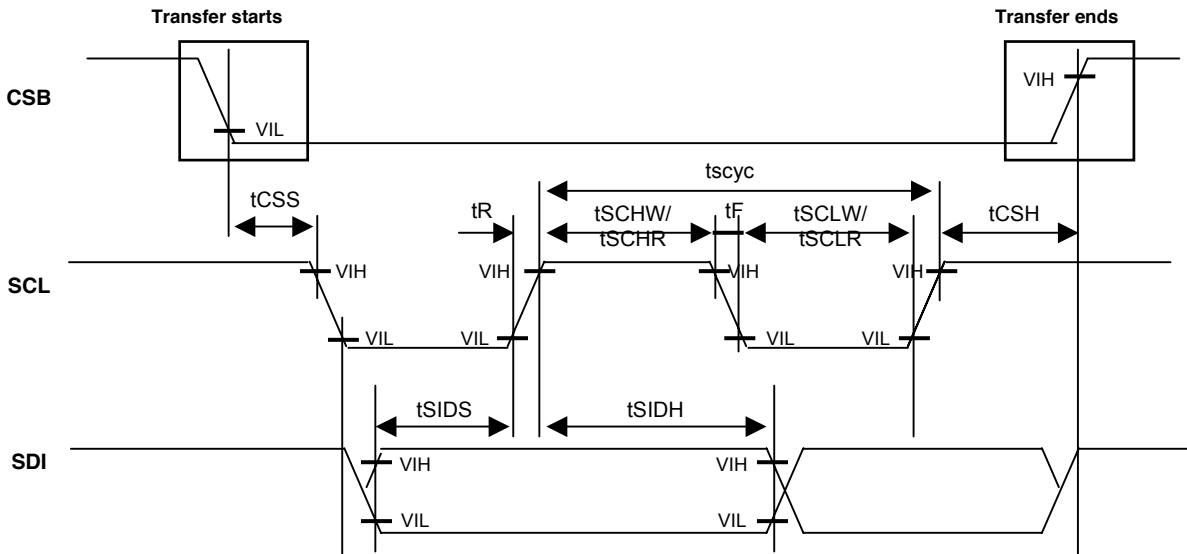 Transfer starts
Transfer ends
CSB
VIL
VIH
tCSS
tR
tscyc
tSCHW/
tSCHR
tF
tSCLW/
tSCLR
tCSH
SCL
VIH
VIH
VIH
VIH
VIL
VIL
VIL
VIL
tSIDS
tSIDH
SDI
VIH
VIH
VIL
VIL